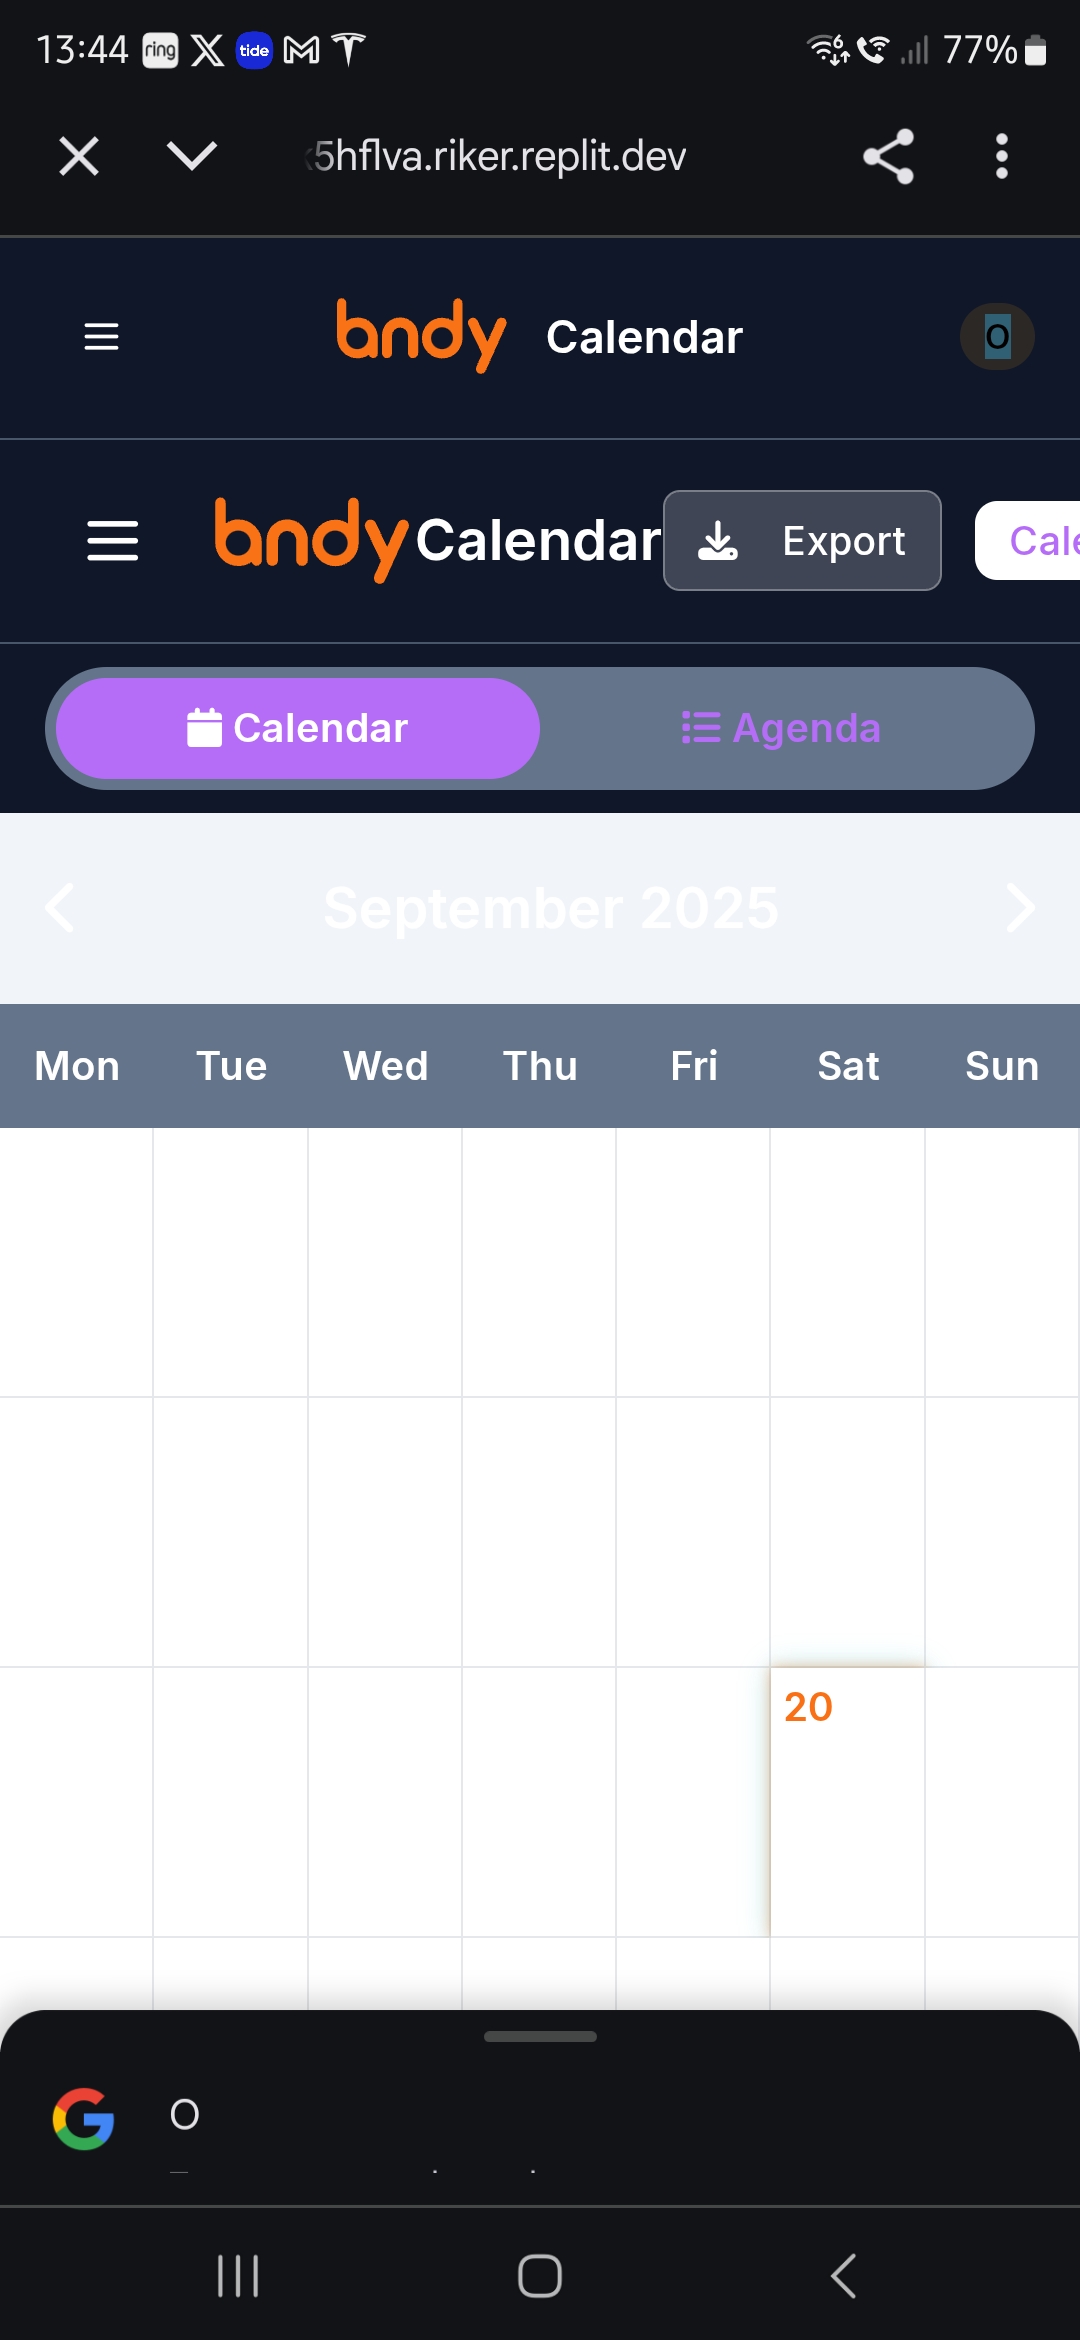 13:44 ring X tide M 6 77%
5hflva.riker.replit.dev
bndy Calendar O
bndy Calendar Export Cale
Calendar Agenda
September 2025
Mon Tue Wed Thu Fri Sat Sun
20
G O